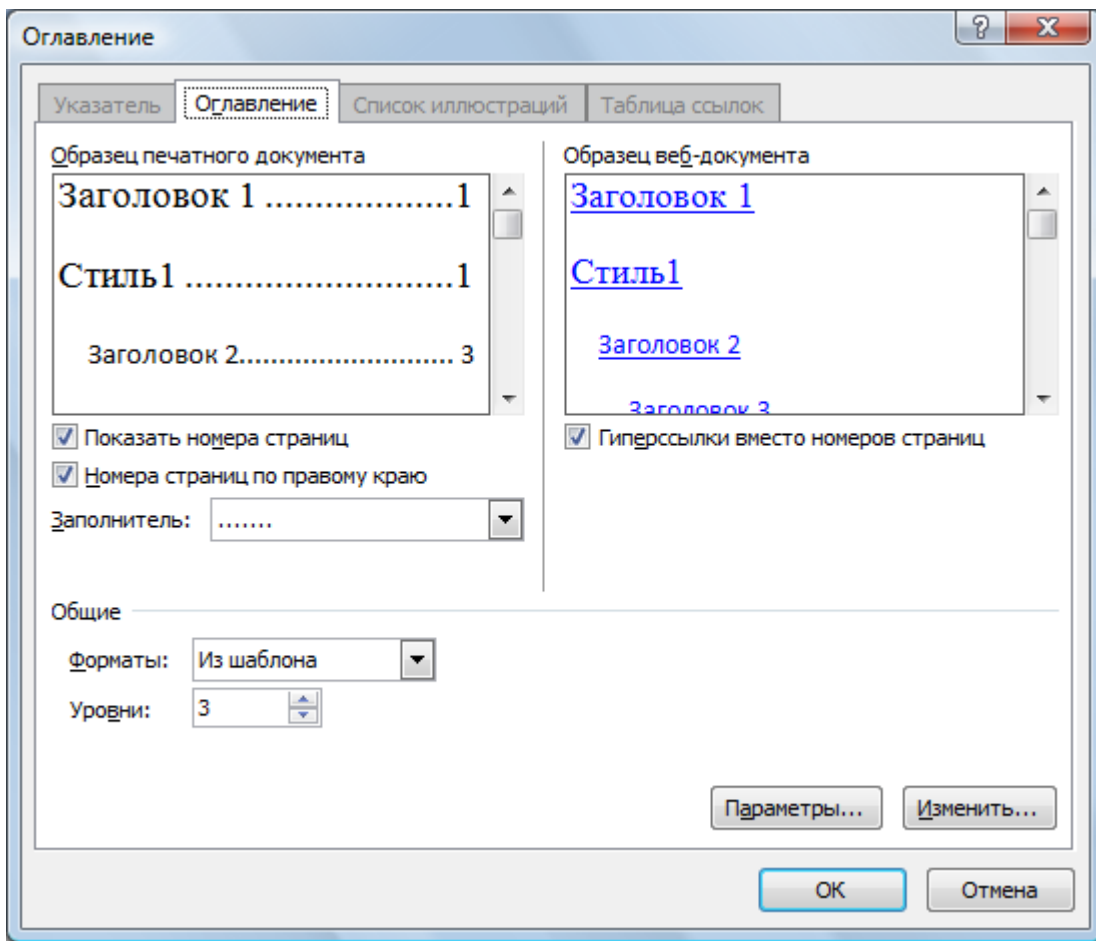 Оглавление
Указатель Оглавление Список иллюстраций Таблица ссылок
Образец печатного документа
Заголовок 1 ...................1
Стиль1 ...........................1
Заголовок 2........................... 3
Образец веб-документа
Заголовок 1
Стиль1
Заголовок 2
Заголовок 3
Показать номера страниц
Номера страниц по правому краю
Заполнитель: .......
Гиперссылки вместо номеров страниц
Общие
Форматы: Из шаблона
Уровни: 3
Параметры... Изменить...
ОК Отмена